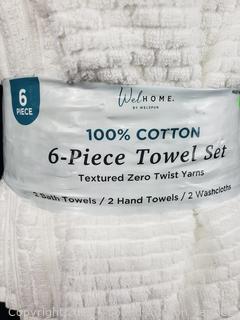 6
PIECE
WelHOME.
BY WELSPUN
100% COTTON
6-Piece Towel Set
Textured Zero Twist Yarns
2 Bath Towels / 2 Hand Towels / 2 Washcloths